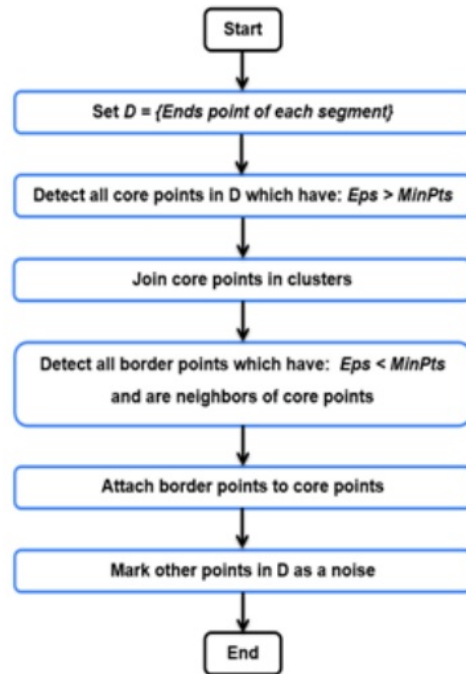 Start
Set D = {Ends point of each segment}
Detect all core points in D which have: Eps > MinPts
Join core points in clusters
Detect all border points which have: Eps < MinPts
and are neighbors of core points
Attach border points to core points
Mark other points in D as a noise
End